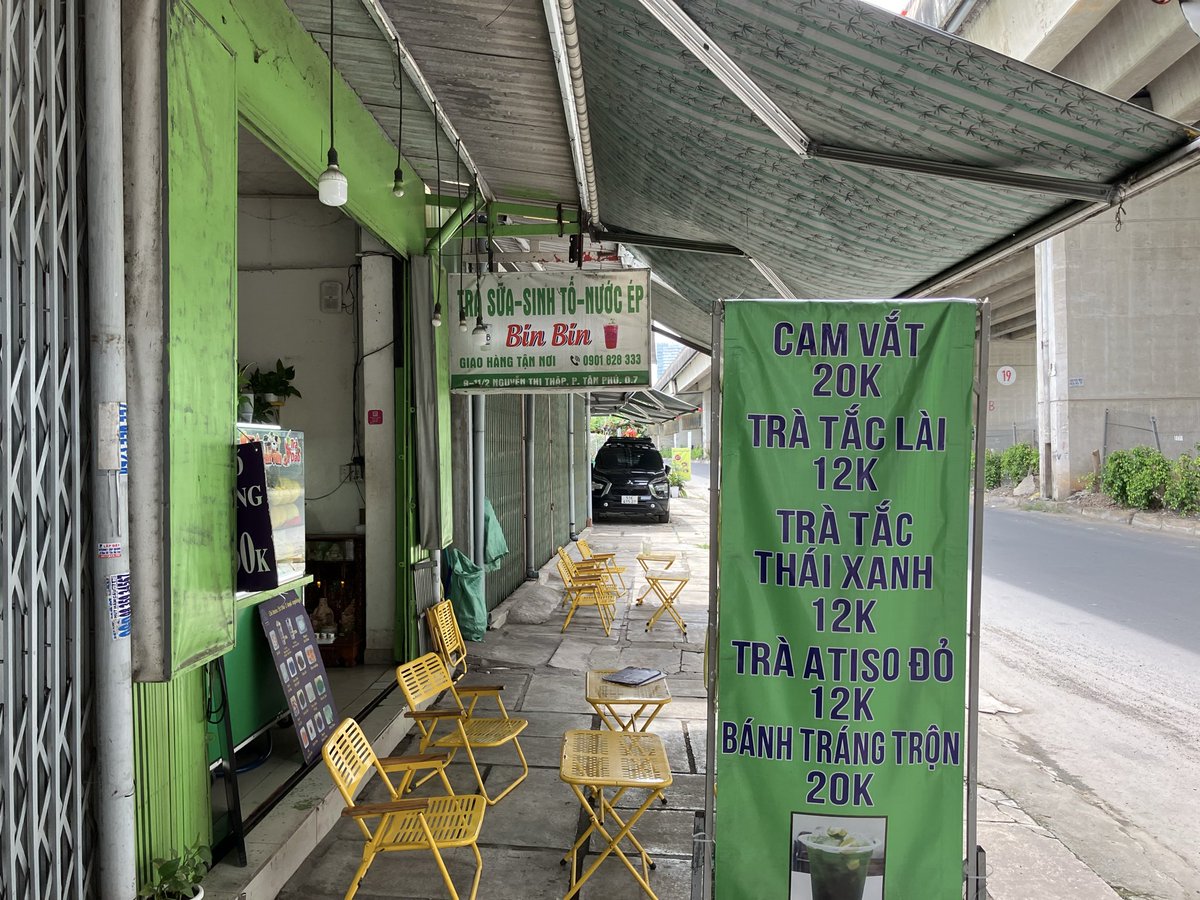 TRÀ SỮA-SINH TỐ-NƯỚC ÉP
Bin Bin
GIAO HÀNG TẬN NƠI 0901 828 333
NGUYỄN THỊ THẬP, P. TÂN PHÚ, Q.7
CAM VẮT
20K
TRÀ TẮC LÀI
12K
TRÀ TẮC
THÁI XANH
12K
TRÀ ATISO ĐỎ
12K
BÁNH TRÁNG TRỘN
20K
19